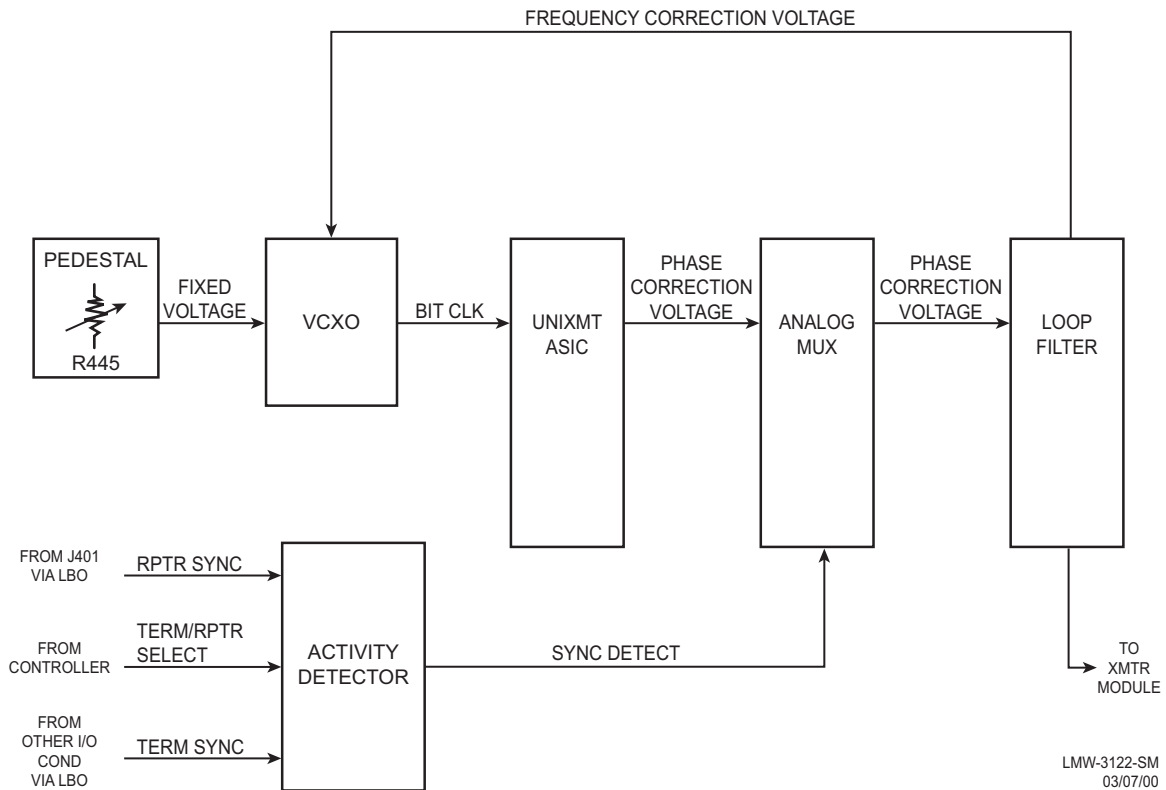 FREQUENCY CORRECTION VOLTAGE
PEDESTAL
R445
FIXED
VOLTAGE
VCXO
BIT CLK
UNIXMT
ASIC
PHASE
CORRECTION
VOLTAGE
ANALOG
MUX
PHASE
CORRECTION
VOLTAGE
LOOP
FILTER
FROM J401
VIA LBO
RPTR SYNC
FROM
CONTROLLER
TERM/RPTR
SELECT
FROM
OTHER I/O
COND
VIA LBO
TERM SYNC
ACTIVITY
DETECTOR
SYNC DETECT
TO
XMTR
MODULE
LMW-3122-SM
03/07/00